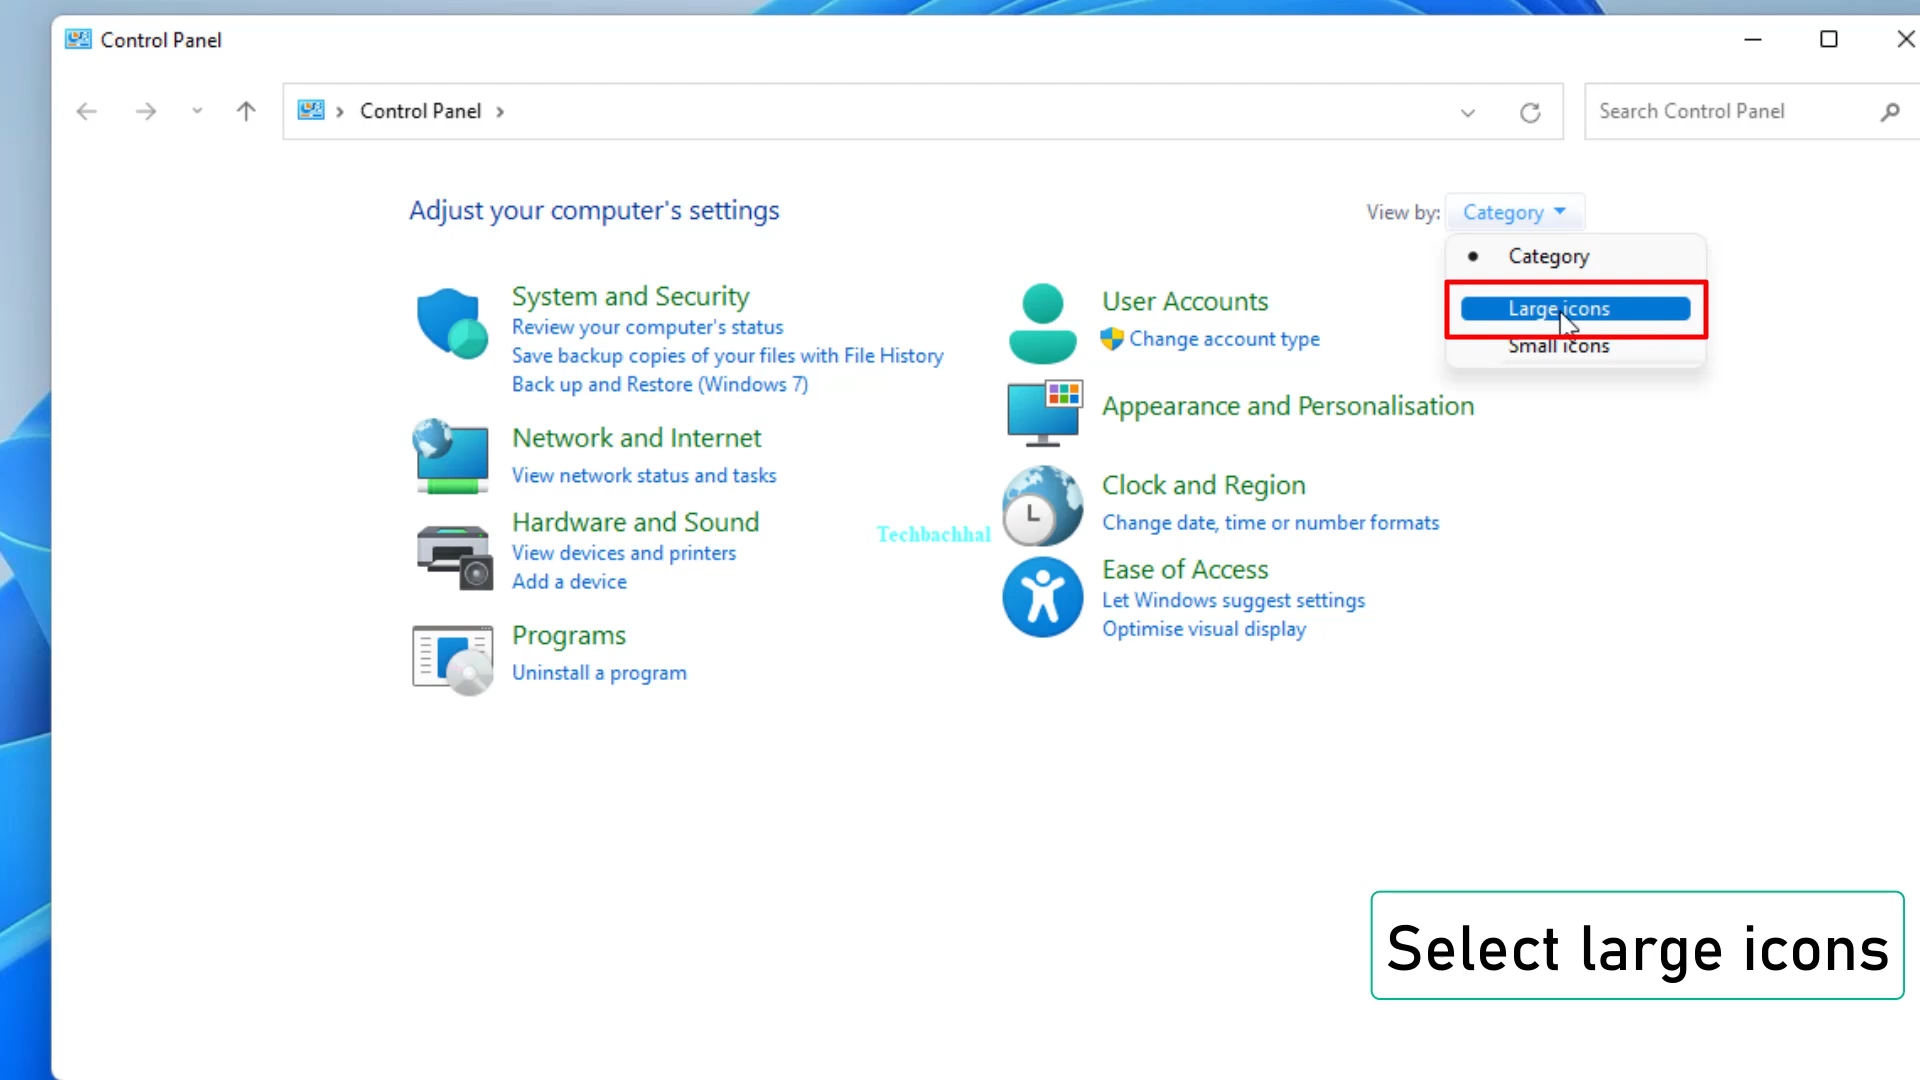 Control Panel
Control Panel
Search Control Panel
Adjust your computer's settings
View by: Category
Category
Large icons
Small icons
System and Security
Review your computer's status
Save backup copies of your files with File History
Back up and Restore (Windows 7)
Network and Internet
View network status and tasks
Hardware and Sound
View devices and printers
Add a device
Programs
Uninstall a program
User Accounts
Change account type
Appearance and Personalisation
Clock and Region
Change date, time or number formats
Ease of Access
Let Windows suggest settings
Optimise visual display
Techbachhal
Select large icons